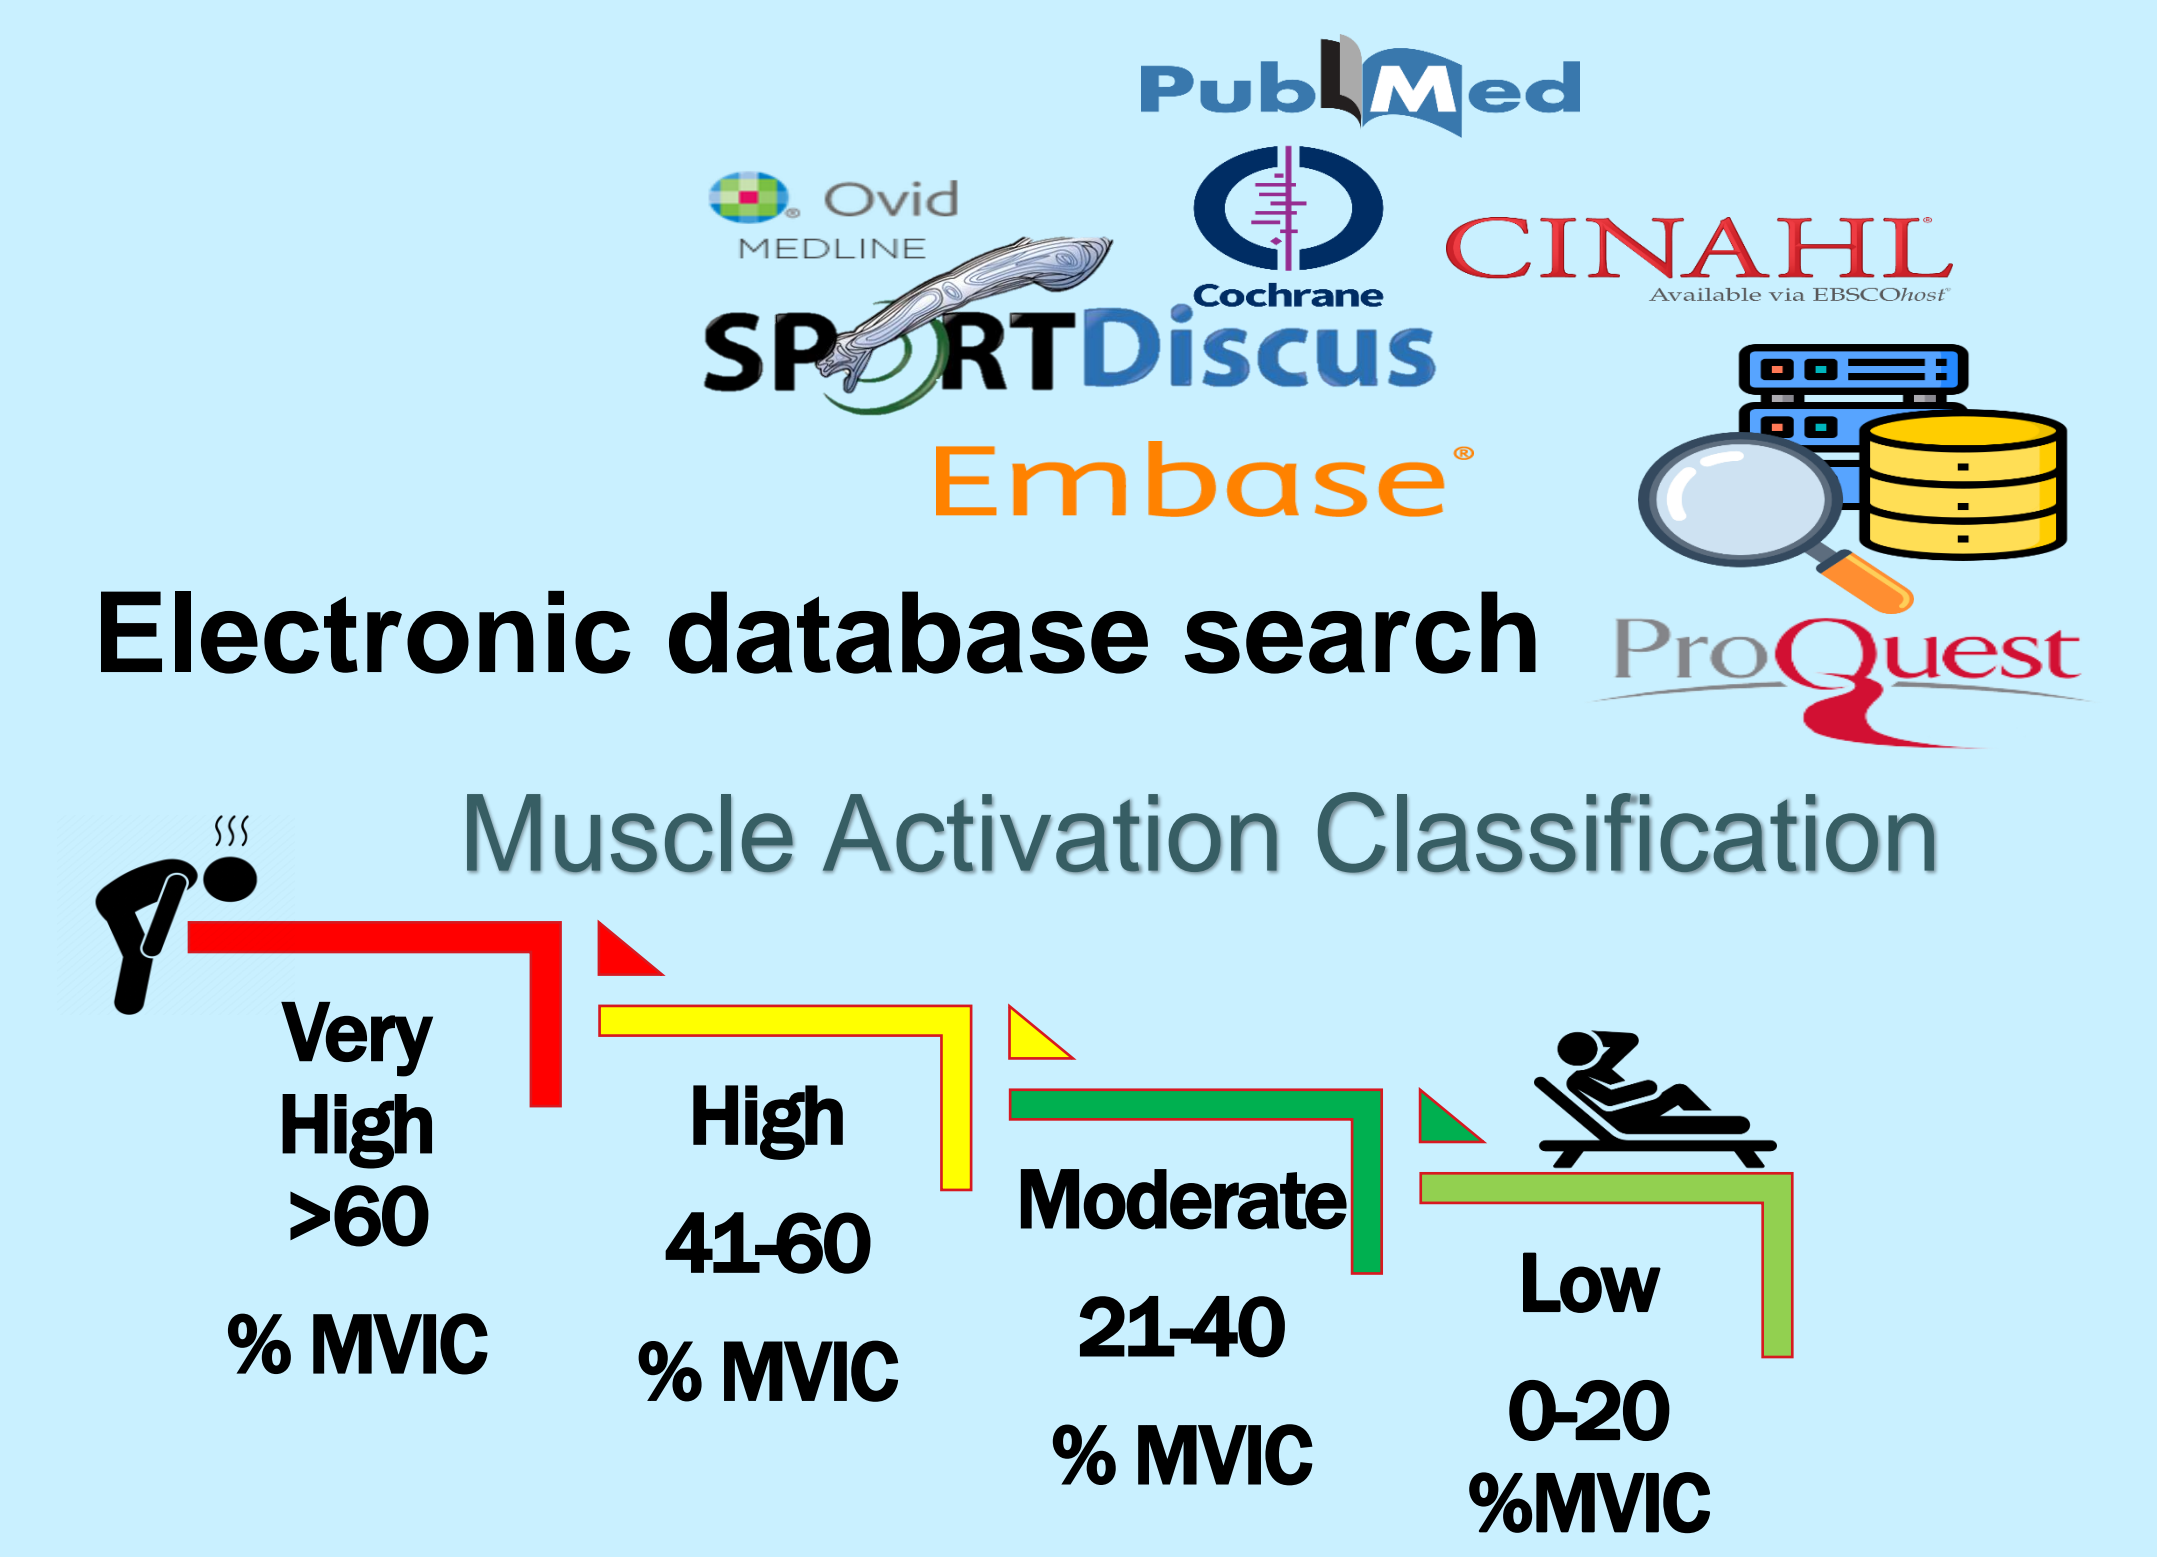 PubMed
Ovid
MEDLINE
Cochrane
CINAHL®
Available via EBSCOhost®
SPORTDiscus
Embase®
Electronic database search
ProQuest
Muscle Activation Classification
Very
High
>60
% MVIC
High
41-60
% MVIC
Moderate
21-40
% MVIC
Low
0-20
%MVIC